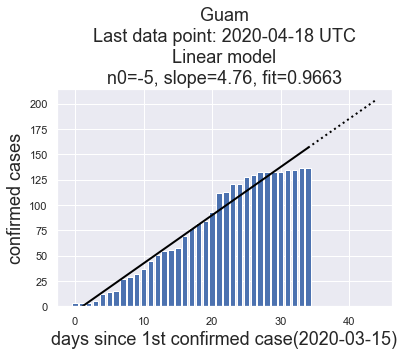 Guam
Last data point: 2020-04-18 UTC
Linear model
n0=-5, slope=4.76, fit=0.9663
200
175
150
125
100
75
50
25
0
confirmed cases
0 10 20 30 40
days since 1st confirmed case(2020-03-15)